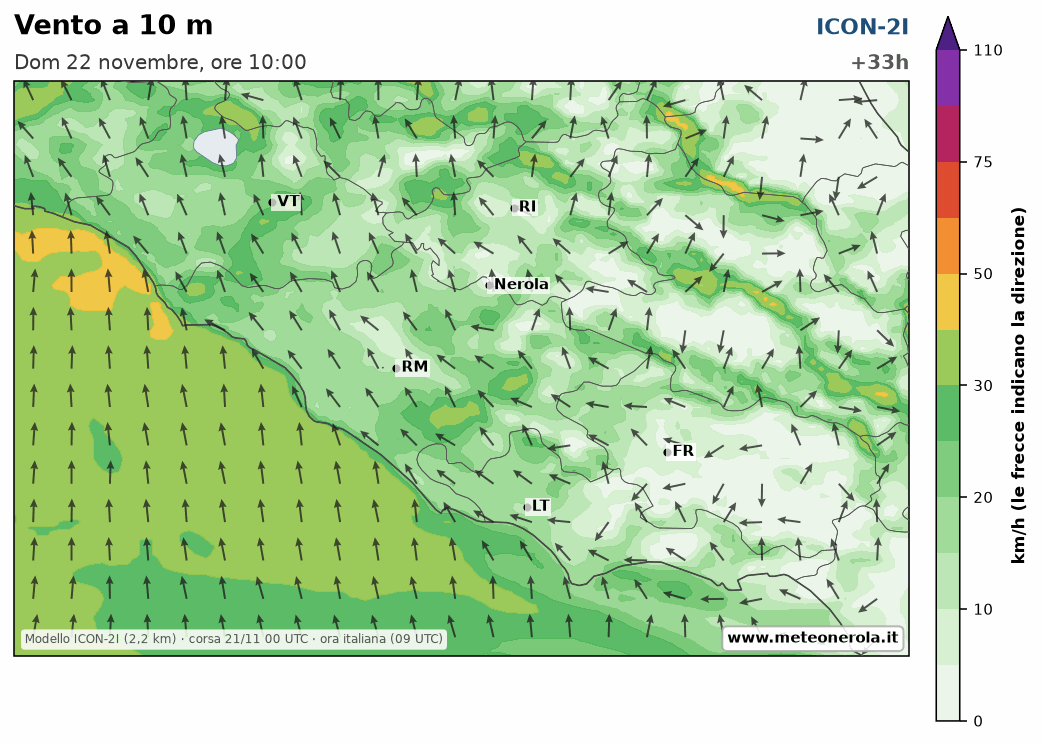 Vento a 10 m
ICON-2I
Dom 22 novembre, ore 10:00
+33h
110
75
50
30
20
10
0
km/h (le frecce indicano la direzione)
VT
RI
Nerola
RM
FR
LT
Modello ICON-2I (2,2 km) · corsa 21/11 00 UTC · ora italiana (09 UTC)
www.meteonerola.it